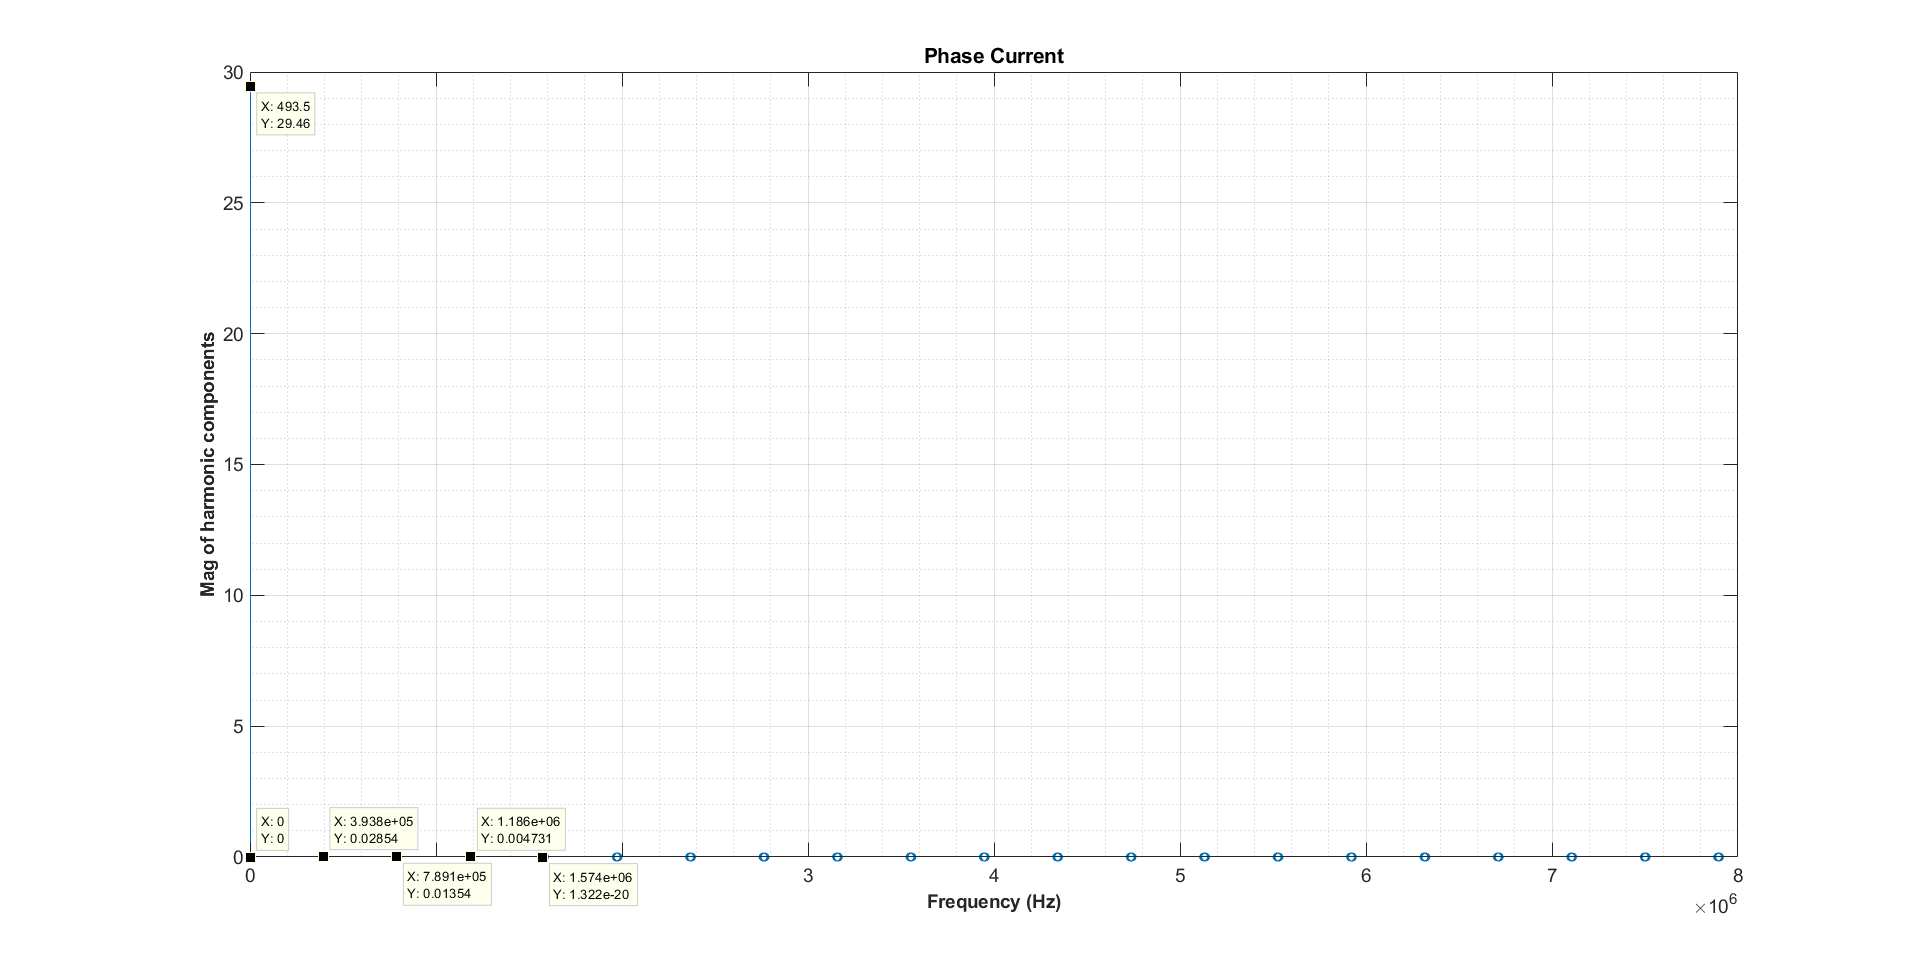 Phase Current
30
X: 493.5
Y: 29.46
25
20
Mag of harmonic components
15
10
5
X: 0
Y: 0
X: 3.938e+05
Y: 0.02854
X: 1.186e+06
Y: 0.004731
0
X: 7.891e+05
Y: 0.01354
X: 1.574e+06
Y: 1.322e-20
0 3 4 5 6 7 8
Frequency (Hz)
×10^6